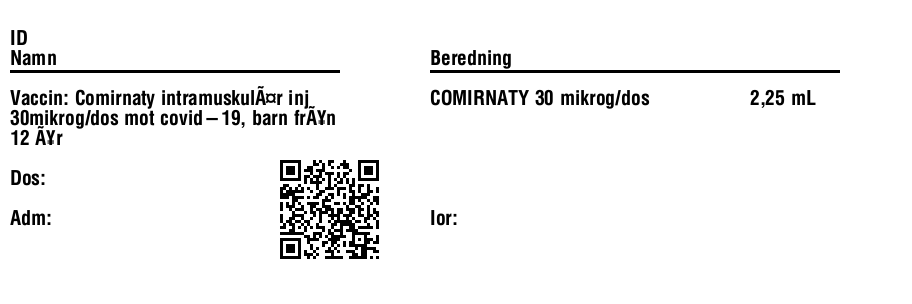 ID
Namn
Beredning
Vaccin: Comirnaty intramuskulÃ¤r inj
30mikrog/dos mot covid–19, barn frÃ¥n
12 Ã¥r
COMIRNATY 30 mikrog/dos 2,25 mL
Dos:
Adm:
Ior: